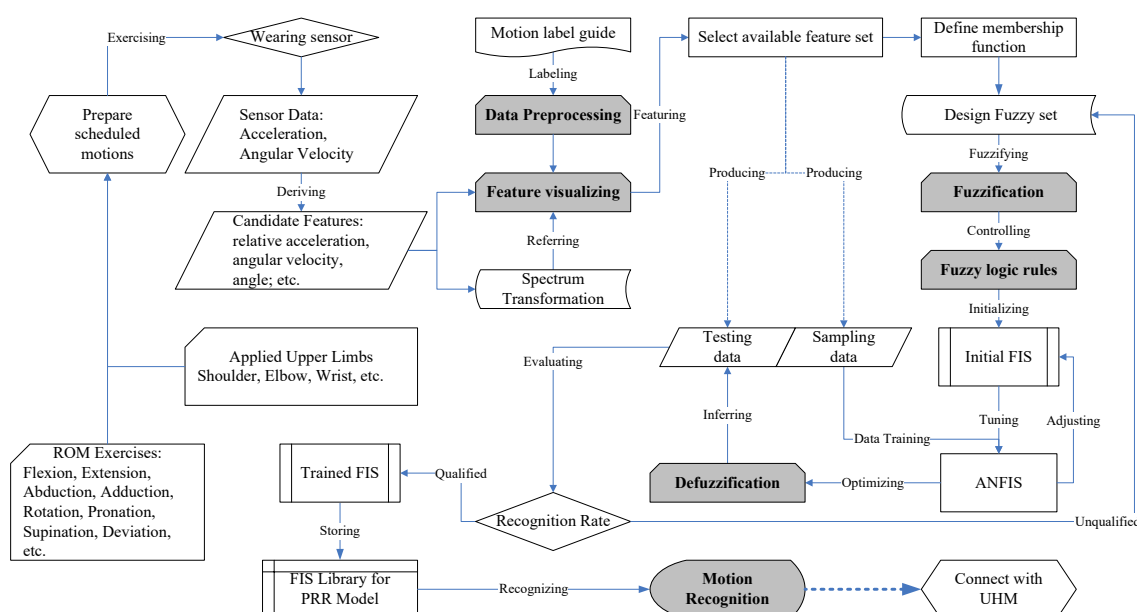 Exercising
Wearing sensor
Motion label guide
Select available feature set
Define membership
function
Labeling
Prepare
scheduled
motions
Sensor Data:
Acceleration,
Angular Velocity
Data Preprocessing
Featuring
Design Fuzzy set
Fuzzifying
Deriving
Feature visualizing
Producing
Producing
Fuzzification
Candidate Features:
relative acceleration,
angular velocity,
angle; etc.
Referring
Controlling
Spectrum
Transformation
Fuzzy logic rules
Initializing
Applied Upper Limbs
Shoulder, Elbow, Wrist, etc.
Evaluating
Testing
data
Sampling
data
Initial FIS
Inferring
Tuning
Adjusting
Data Training
ROM Exercises:
Flexion, Extension,
Abduction, Adduction,
Rotation, Pronation,
Supination, Deviation,
etc.
Trained FIS
Qualified
Defuzzification
Optimizing
ANFIS
Recognition Rate
Unqualified
Storing
FIS Library for
PRR Model
Recognizing
Motion
Recognition
Connect with
UHM